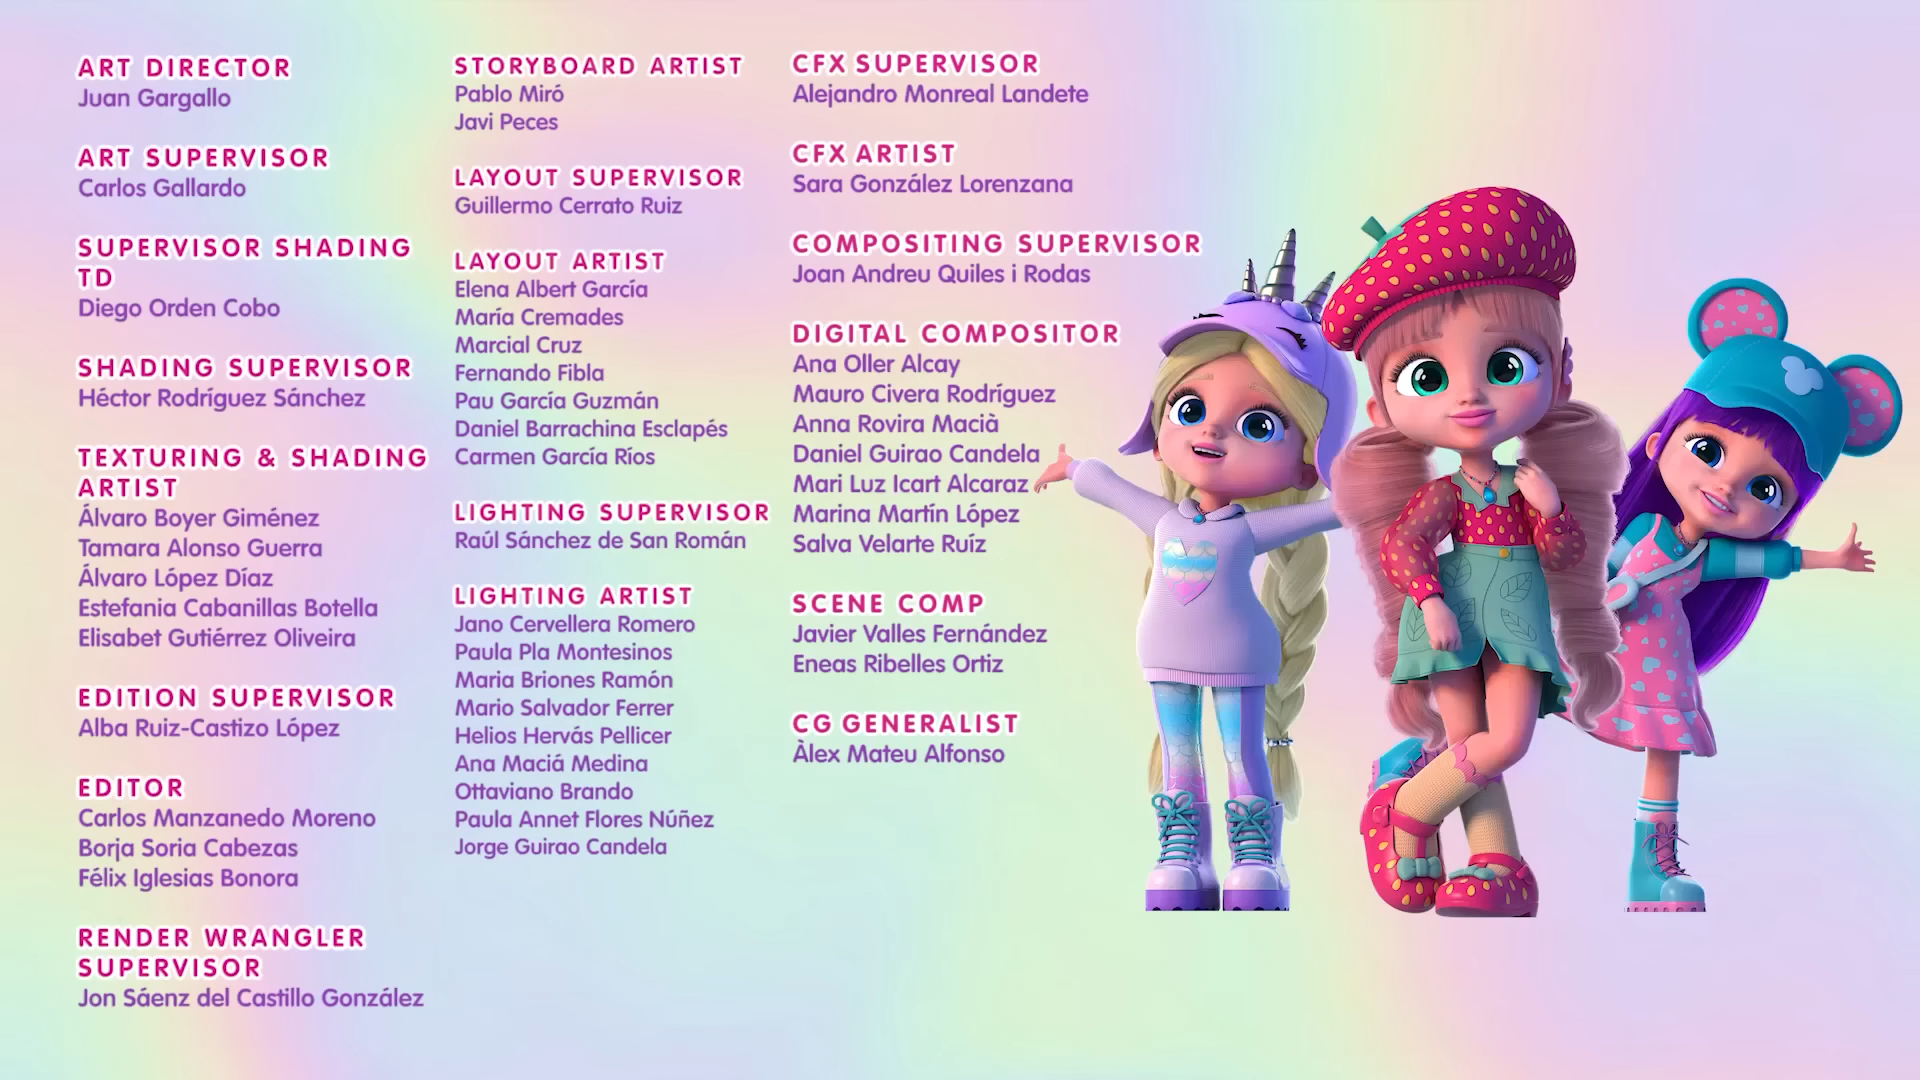 ART DIRECTOR
Juan Gargallo
ART SUPERVISOR
Carlos Gallardo
SUPERVISOR SHADING
TD
Diego Orden Cobo
SHADING SUPERVISOR
Héctor Rodríguez Sánchez
TEXTURING & SHADING
ARTIST
Álvaro Boyer Giménez
Tamara Alonso Guerra
Álvaro López Díaz
Estefania Cabanillas Botella
Elisabet Gutiérrez Oliveira
EDITION SUPERVISOR
Alba Ruiz-Castizo López
EDITOR
Carlos Manzanedo Moreno
Borja Soria Cabezas
Félix Iglesias Bonora
RENDER WRANGLER
SUPERVISOR
Jon Sáenz del Castillo González
STORYBOARD ARTIST
Pablo Miró
Javi Peces
LAYOUT SUPERVISOR
Guillermo Cerrato Ruiz
LAYOUT ARTIST
Elena Albert García
María Cremades
Marcial Cruz
Fernando Fibla
Pau García Guzmán
Daniel Barrachina Esclapés
Carmen García Ríos
LIGHTING SUPERVISOR
Raúl Sánchez de San Román
LIGHTING ARTIST
Jano Cervellera Romero
Paula Pla Montesinos
Maria Briones Ramón
Mario Salvador Ferrer
Helios Hervás Pellicer
Ana Maciá Medina
Ottaviano Brando
Paula Annet Flores Núñez
Jorge Guirao Candela
CFX SUPERVISOR
Alejandro Monreal Landete
CFX ARTIST
Sara González Lorenzana
COMPOSITING SUPERVISOR
Joan Andreu Quiles i Rodas
DIGITAL COMPOSITOR
Ana Oller Alcay
Mauro Civera Rodríguez
Anna Rovira Macià
Daniel Guirao Candela
Mari Luz Icart Alcaraz
Marina Martín López
Salva Velarte Ruíz
SCENE COMP
Javier Valles Fernández
Eneas Ribelles Ortiz
CG GENERALIST
Àlex Mateu Alfonso